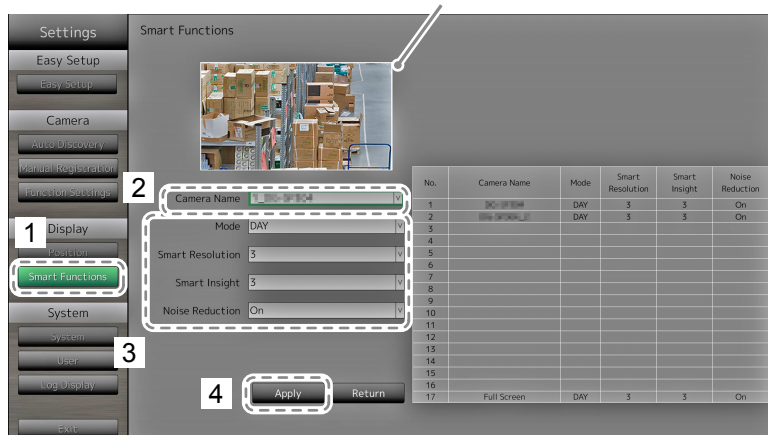 Settings
Smart Functions
Easy Setup
Easy Setup
Camera
Auto Discovery
Manual Registration
Function Settings
1
Display
Position
Smart Functions
System
System
User
Log Display
Exit
2
Camera Name
3
Mode DAY
Smart Resolution 3
Smart Insight 3
Noise Reduction On
4
Apply Return
No. Camera Name Mode Smart Resolution Smart Insight Noise Reduction
1 DAY 3 3 On
2 DAY 3 3 On
3
4
5
6
7
8
9
10
11
12
13
14
15
16
17 Full Screen DAY 3 3 On